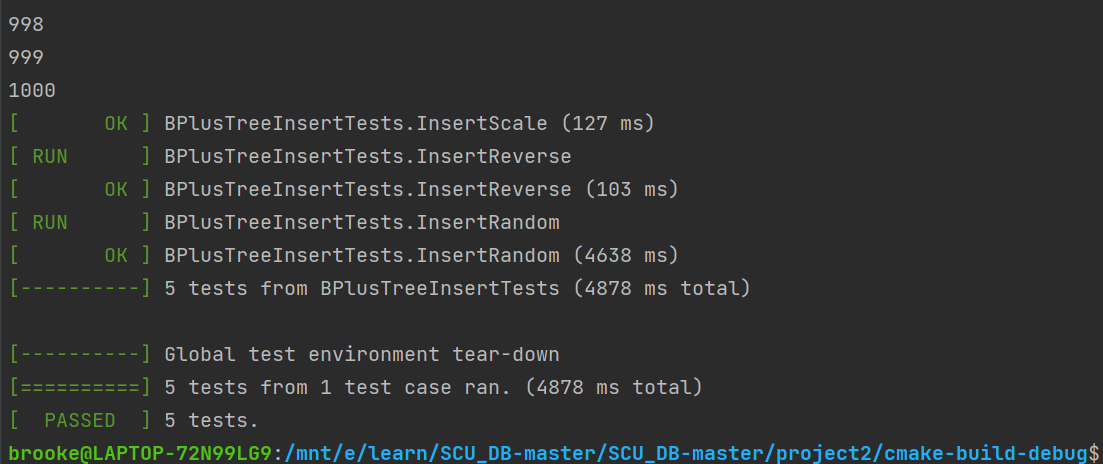 998
999
1000
[       OK ] BPlusTreeInsertTests.InsertScale (127 ms)
[ RUN      ] BPlusTreeInsertTests.InsertReverse
[       OK ] BPlusTreeInsertTests.InsertReverse (103 ms)
[ RUN      ] BPlusTreeInsertTests.InsertRandom
[       OK ] BPlusTreeInsertTests.InsertRandom (4638 ms)
[----------] 5 tests from BPlusTreeInsertTests (4878 ms total)
[----------] Global test environment tear-down
[==========] 5 tests from 1 test case ran. (4878 ms total)
[  PASSED  ] 5 tests.
brooke@LAPTOP-72N99LG9:/mnt/e/learn/SCU_DB-master/SCU_DB-master/project2/cmake-build-debug$